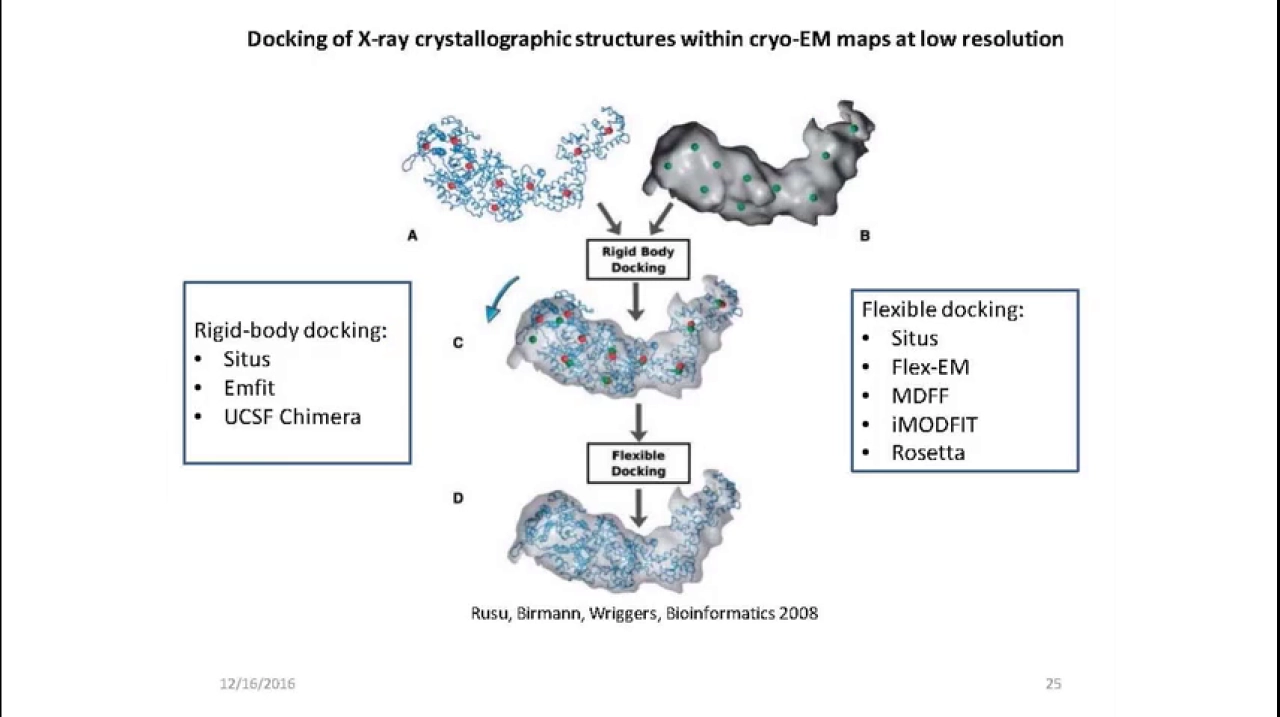 Docking of X-ray crystallographic structures within cryo-EM maps at low resolution
A
B
Rigid Body
Docking
C
Rigid-body docking:
• Situs
• Emfit
• UCSF Chimera
Flexible docking:
• Situs
• Flex-EM
• MDFF
• iMODFIT
• Rosetta
Flexible
Docking
D
Rusu, Birmann, Wriggers, Bioinformatics 2008
12/16/2016
25